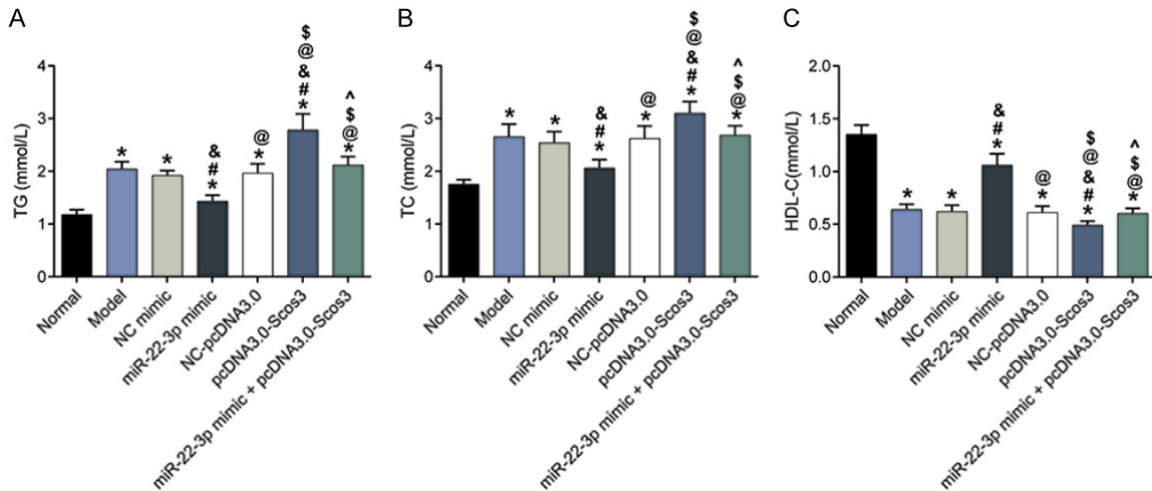 A
TG (mmol/L)
4
3
2
1
0
*
*
&
#
*
@
*
$
@
&
#
*
^
$
@
*
Normal
Model
NC mimic
miR-22-3p mimic
NC-pcDNA3.0
pcDNA3.0-Scos3
miR-22-3p mimic + pcDNA3.0-Scos3
B
TC (mmol/L)
4
3
2
1
0
*
*
&
#
*
@
*
$
@
&
#
*
^
$
@
*
Normal
Model
NC mimic
miR-22-3p mimic
NC-pcDNA3.0
pcDNA3.0-Scos3
miR-22-3p mimic + pcDNA3.0-Scos3
C
HDL-C(mmol/L)
2.0
1.5
1.0
0.5
0.0
*
*
&
#
*
@
*
$
@
&
#
*
^
$
@
*
Normal
Model
NC mimic
miR-22-3p mimic
NC-pcDNA3.0
pcDNA3.0-Scos3
miR-22-3p mimic + pcDNA3.0-Scos3